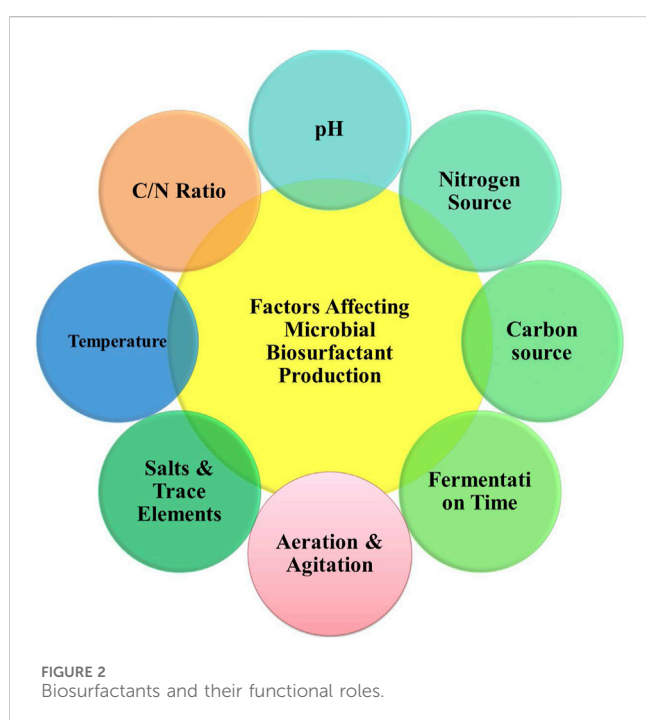 pH
Nitrogen
Source
Carbon
source
Fermentati
on Time
Aeration &
Agitation
Salts &
Trace
Elements
Temperature
C/N Ratio
Factors Affecting
Microbial
Biosurfactant
Production
FIGURE 2
Biosurfactants and their functional roles.